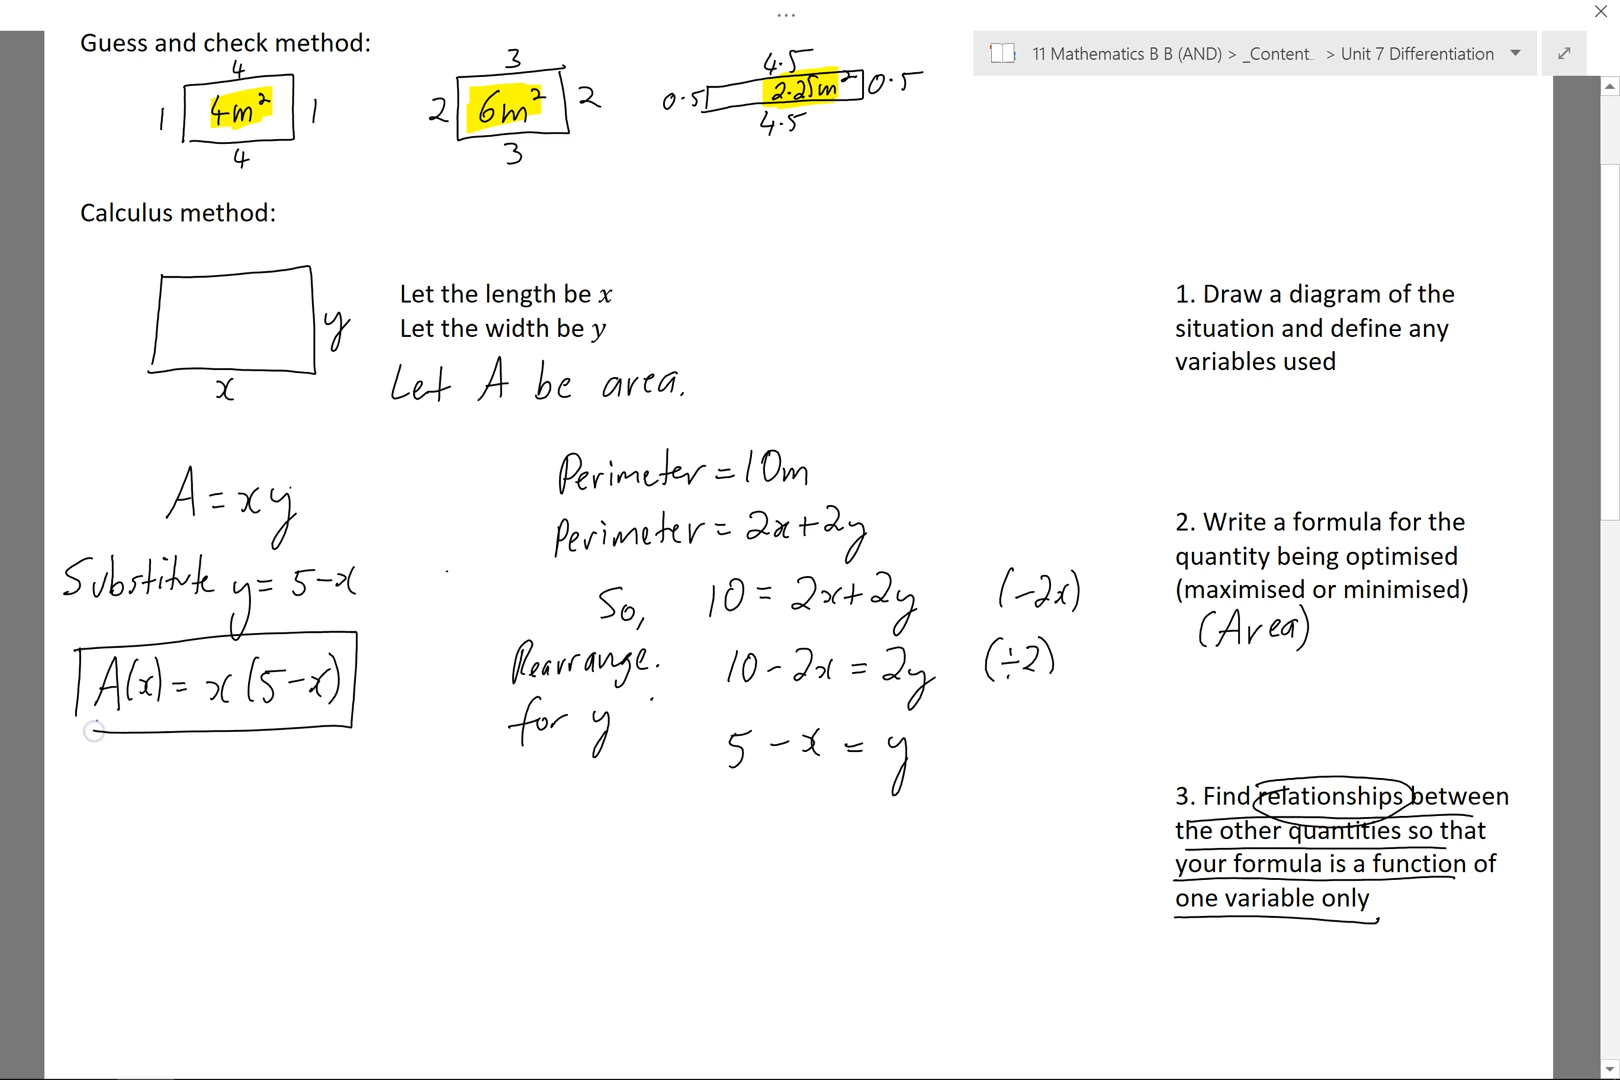 ...
11 Mathematics B B (AND) > _Content. > Unit 7 Differentiation
Guess and check method:
4
1 4m² 1
4
3
2 6m² 2
3
4.5
0.5 2.25m² 0.5
4.5
Calculus method:
y
x
Let the length be x
Let the width be y
Let A be area.
1. Draw a diagram of the
situation and define any
variables used
A = xy
Substitute y = 5-x
A(x) = x(5-x)
Perimeter = 10m
Perimeter = 2x+2y
So, 10 = 2x+2y (-2x)
Rearrange. 10 - 2x = 2y (÷2)
for y 5 - x = y
2. Write a formula for the
quantity being optimised
(maximised or minimised)
(Area)
3. Find relationships between
the other quantities so that
your formula is a function of
one variable only